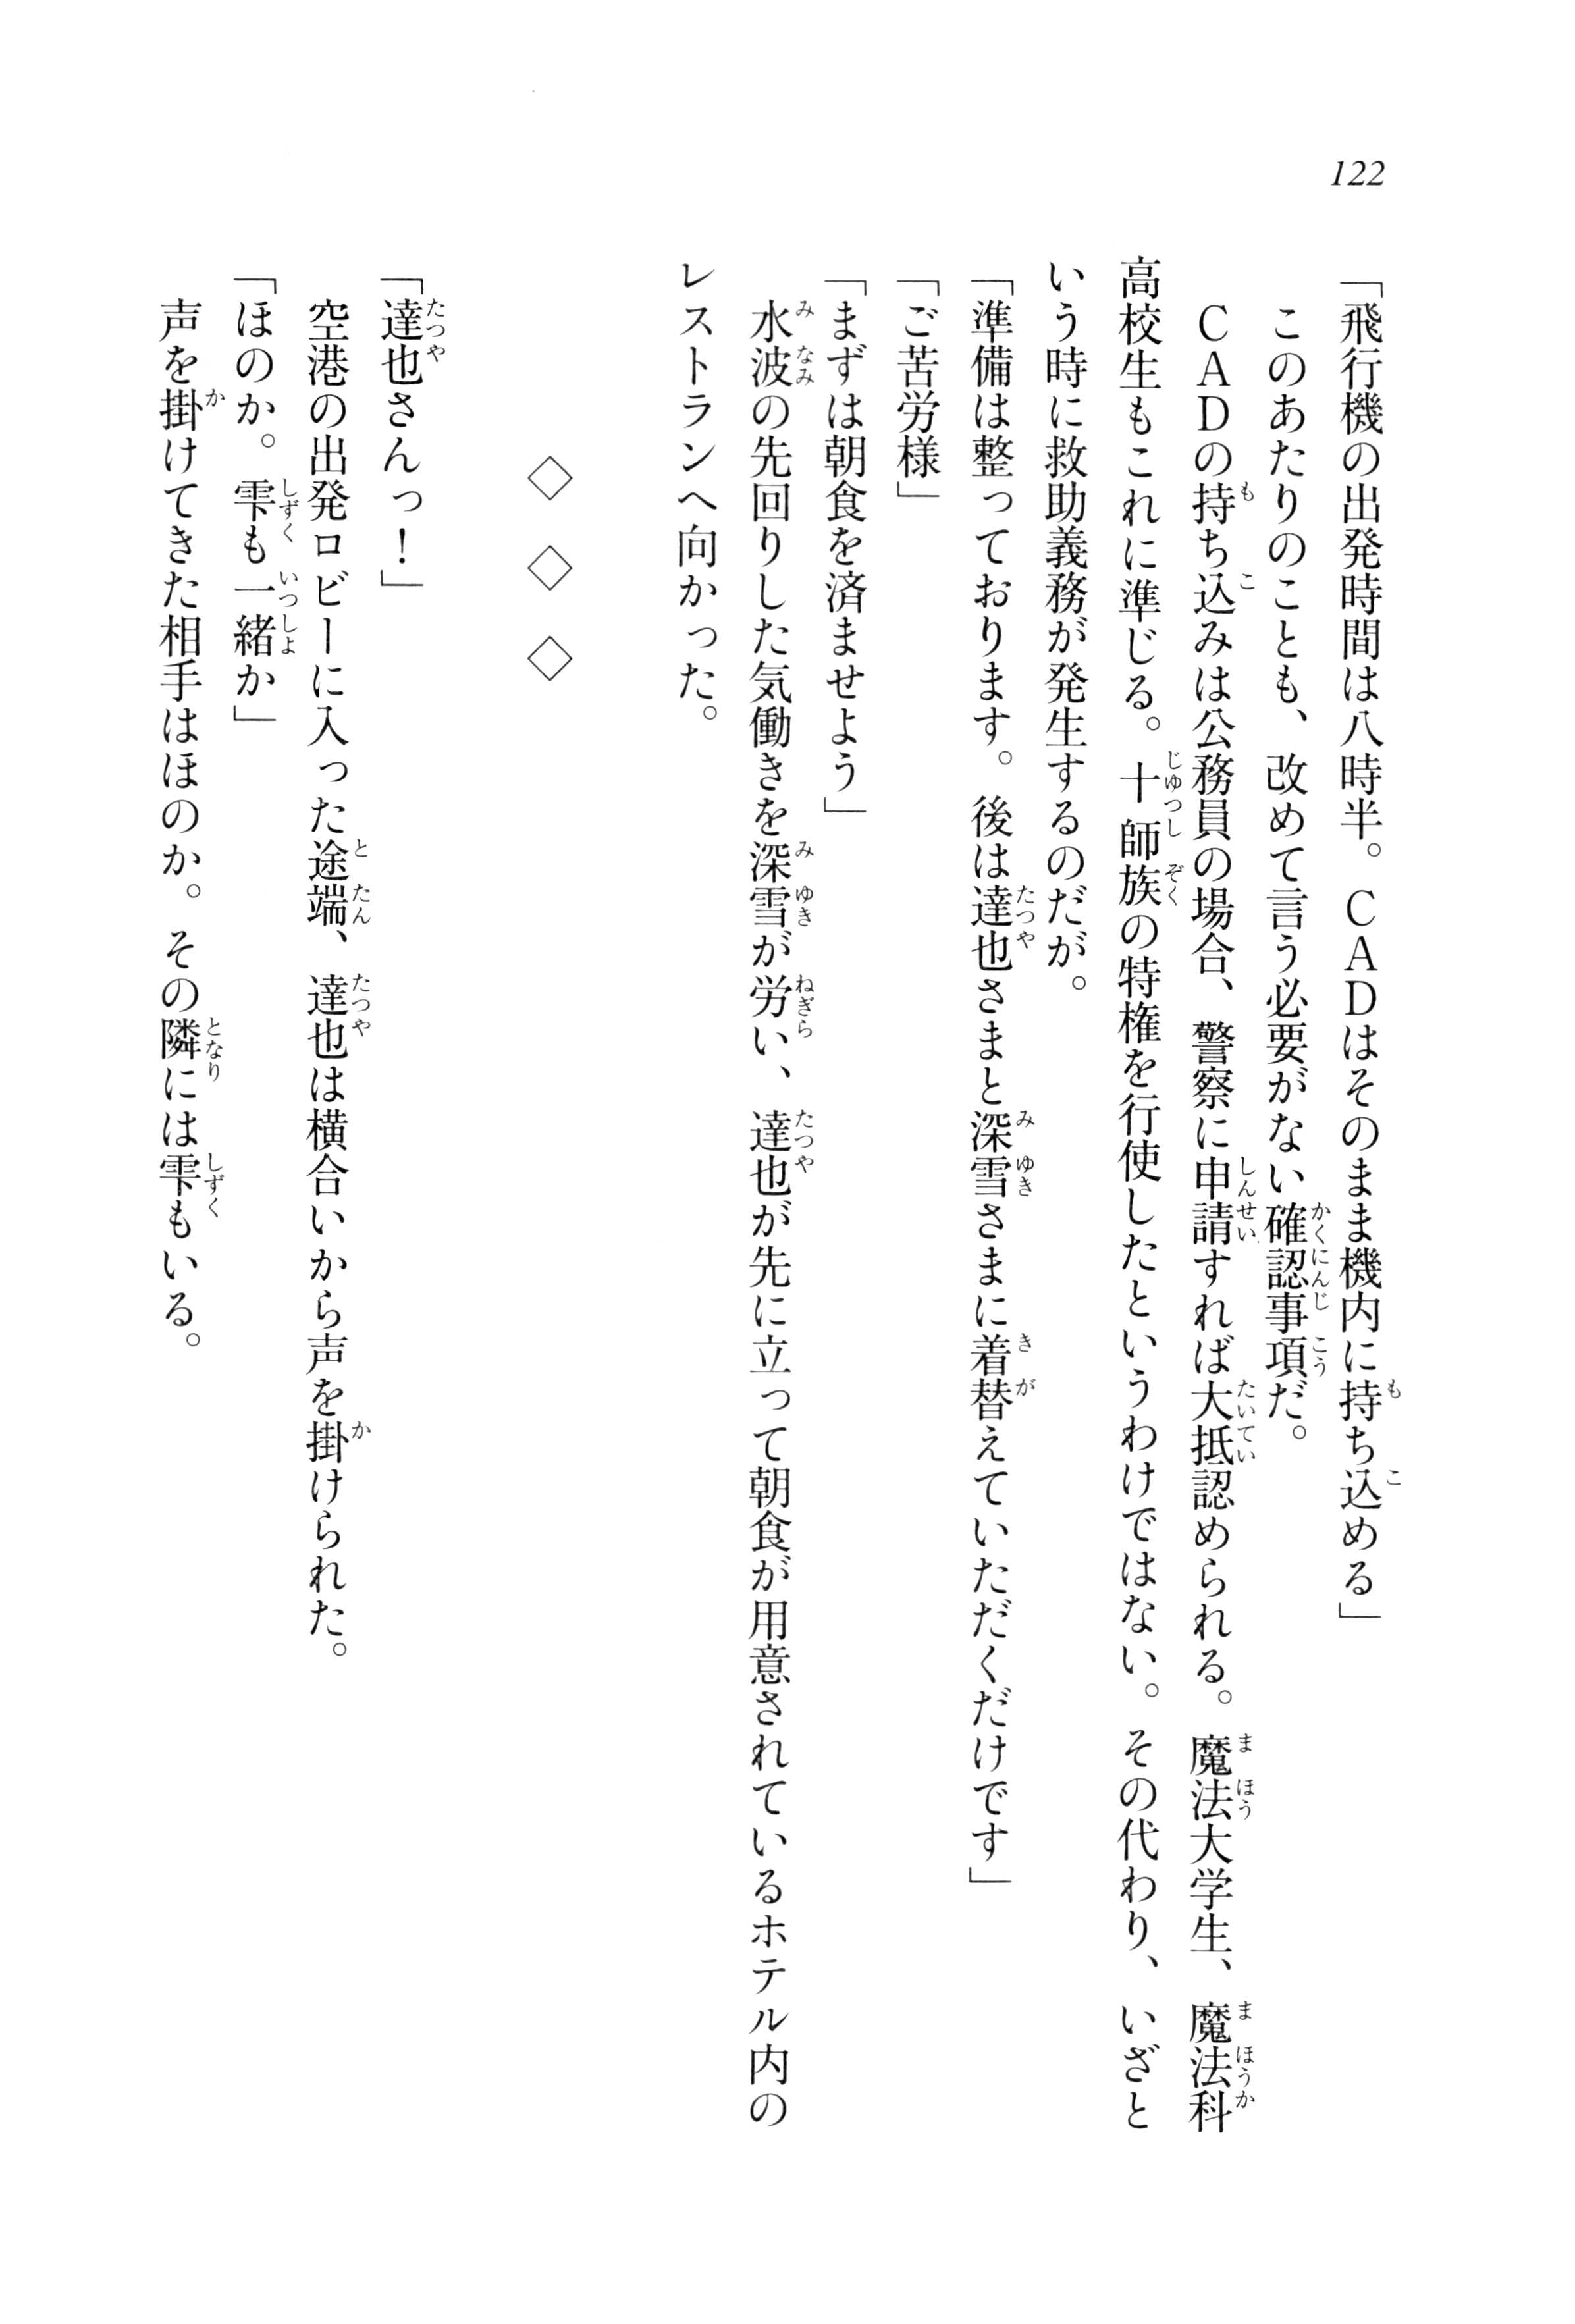 122
「飛行機の出発時間は八時半。ＣＡＤはそのまま機内に持ち込める」
このあたりのことも、改めて言う必要がない確認事項だ。
ＣＡＤの持ち込みは公務員の場合、警察に申請すれば大抵認められる。魔法大学生、魔法科
高校生もこれに準じる。十師族の特権を行使したというわけではない。その代わり、いざと
いう時に救助義務が発生するのだが。
「準備は整っております。後は達也さまと深雪さまに着替えていただくだけです」
「ご苦労様」
「まずは朝食を済ませよう」
水波の先回りした気働きを深雪が労い、達也が先に立って朝食が用意されているホテル内の
レストランへ向かった。
◇　◇　◇
「達也さんっ！」
空港の出発ロビーに入った途端、達也は横合いから声を掛けられた。
「ほのか。雫も一緒か」
声を掛けてきた相手はほのか。その隣には雫もいる。